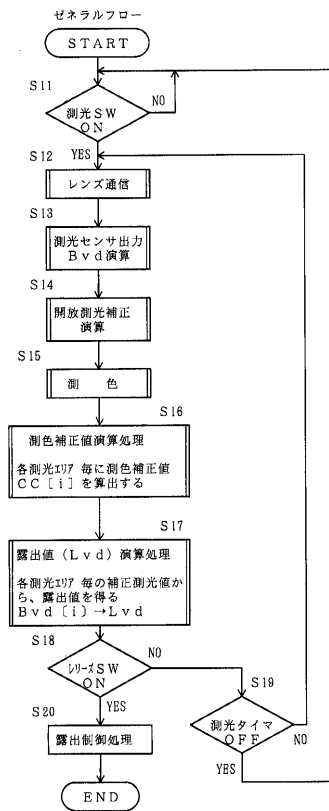 ゼネラルフロー
START
S11
測光SW
ON
NO
YES
S12
レンズ通信
S13
測光センサ出力
Bvd演算
S14
開放測光補正
演算
S15
測 色
S16
測色補正値演算処理
各測光エリア 毎に測色補正値
CC[i]を算出する
S17
露出値(Lvd)演算処理
各測光エリア 毎の補正測光値か
ら、露出値を得る
Bvd[i]→Lvd
S18
レリーズSW
ON
NO
YES
S19
測光タイマ
OFF
NO
YES
S20
露出制御処理
END